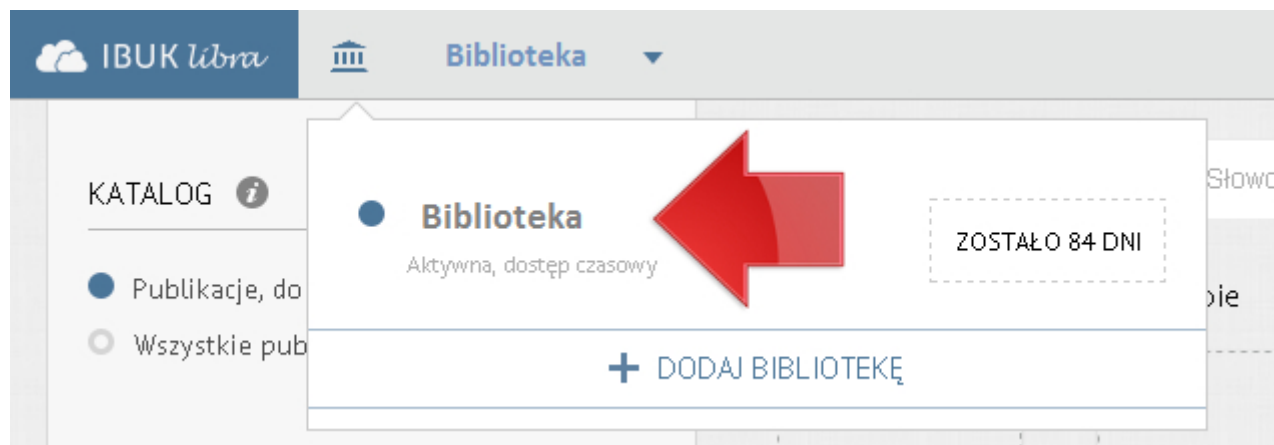 IBUK libra
Biblioteka
KATALOG
Biblioteka
Aktywna, dostęp czasowy
ZOSTAŁO 84 DNI
Publikacje, do
Wszystkie pub
+ DODAJ BIBLIOTEKĘ